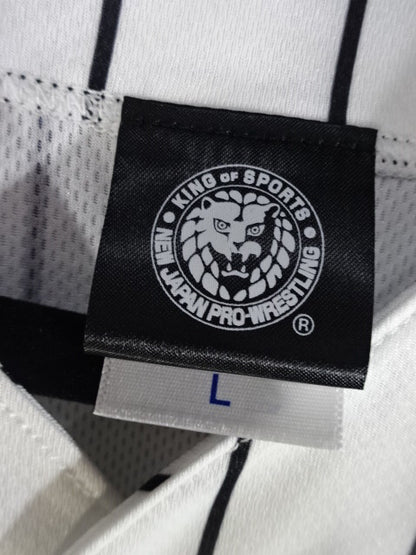 • KING OF SPORTS •
NEW JAPAN PRO-WRESTLING
®
L